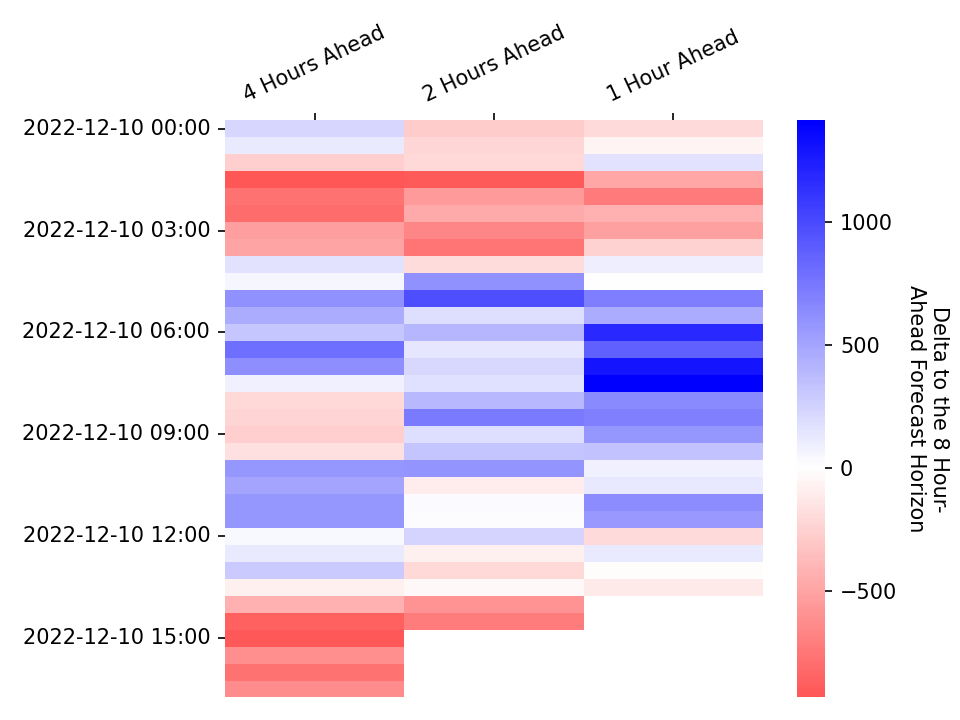 4 Hours Ahead
2 Hours Ahead
1 Hour Ahead
2022-12-10 00:00
2022-12-10 03:00
2022-12-10 06:00
2022-12-10 09:00
2022-12-10 12:00
2022-12-10 15:00
1000
500
0
−500
Delta to the 8 Hour-
Ahead Forecast Horizon